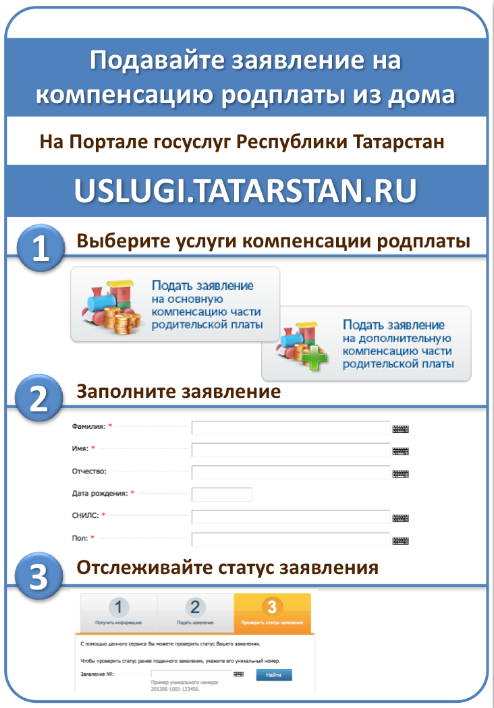 Подавайте заявление на
компенсацию родплаты из дома
На Портале госуслуг Республики Татарстан
USLUGI.TATARSTAN.RU
1 Выберите услуги компенсации родплаты
Подать заявление
на основную
компенсацию части
родительской платы
Подать заявление
на дополнительную
компенсацию части
родительской платы
2 Заполните заявление
Фамилия: *
Имя: *
Отчество:
Дата рождения: *
СНИЛС: *
Пол: *
3 Отслеживайте статус заявления
1 2 3
Получить информацию Подать заявление Проверить статус заявления
С помощью данного сервиса Вы можете проверить статус Вашего заявления.
Чтобы проверить статус ранее поданного заявления, укажите его уникальный номер.
Заявление №: Найти
Пример уникального номера:
201206-1001-123456.